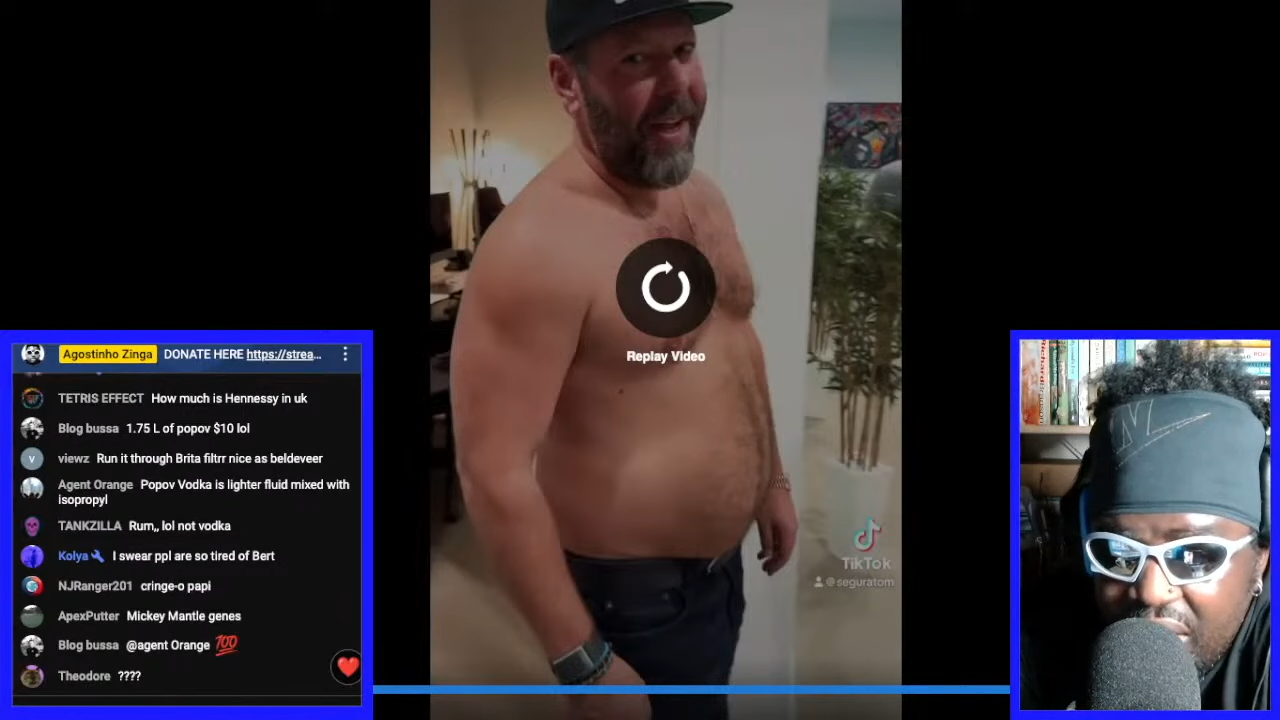 Replay Video
TikTok
@seguratom
Agostinho Zinga DONATE HERE https://strea...
TETRIS EFFECT How much is Hennessy in uk
Blog bussa 1.75 L of popov $10 lol
viewz Run it through Brita filtrr nice as beldeveer
Agent Orange Popov Vodka is lighter fluid mixed with
isopropyl
TANKZILLA Rum,, lol not vodka
Kolya I swear ppl are so tired of Bert
NJRanger201 cringe-o papi
ApexPutter Mickey Mantle genes
Blog bussa @agent Orange 💯
Theodore ????